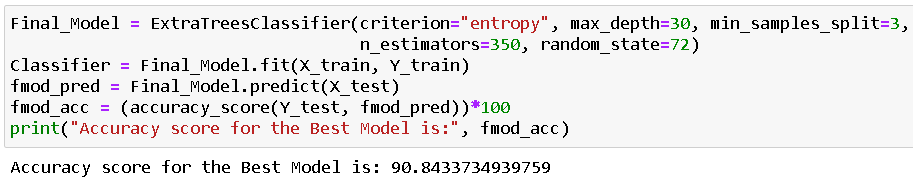 Final_Model = ExtraTreesClassifier(criterion="entropy", max_depth=30, min_samples_split=3,
n_estimators=350, random_state=72)
Classifier = Final_Model.fit(X_train, Y_train)
fmod_pred = Final_Model.predict(X_test)
fmod_acc = (accuracy_score(Y_test, fmod_pred))*100
print("Accuracy score for the Best Model is:", fmod_acc)
Accuracy score for the Best Model is: 90.8433734939759